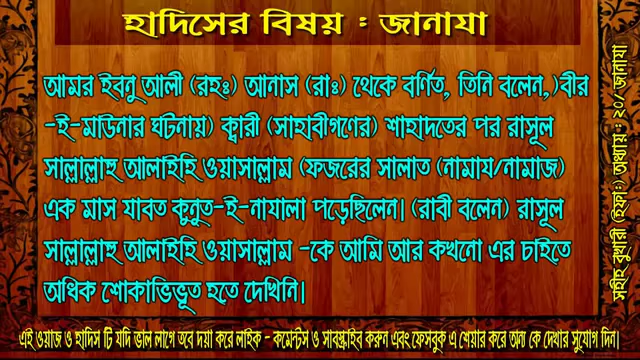 হাদিসের বিষয় : জানাযা
আমর ইবনু আলী (রহঃ) আনাস (রাঃ) থেকে বর্ণিত, তিনি বলেন,)বীর
-ই-মাউনার ঘটনায়) ক্বারী (সাহাবীগণের) শাহাদতের পর রাসূল
সাল্লাল্লাহু আলাইহি ওয়াসাল্লাম (ফজরের সালাত (নামায/নামাজ)
এক মাস যাবত কুনুত-ই-নাযালা পড়েছিলেন। (রাবী বলেন) রাসূল
সাল্লাল্লাহু আলাইহি ওয়াসাল্লাম -কে আমি আর কখনো এর চাইতে
অধিক শোকাভিভূত হতে দেখিনি।
সহীহ বুখারী (ইফাঃ) অধ্যায় : ২০/ জানাযা
এই ওয়াজ ও হাদিস টি যদি ভাল লাগে তবে দয়া করে লাইক - কমেন্টস ও সাবস্ক্রাইব করুন এবং ফেসবুক এ শেয়ার করে অন্য কে দেখার সুযোগ দিন।